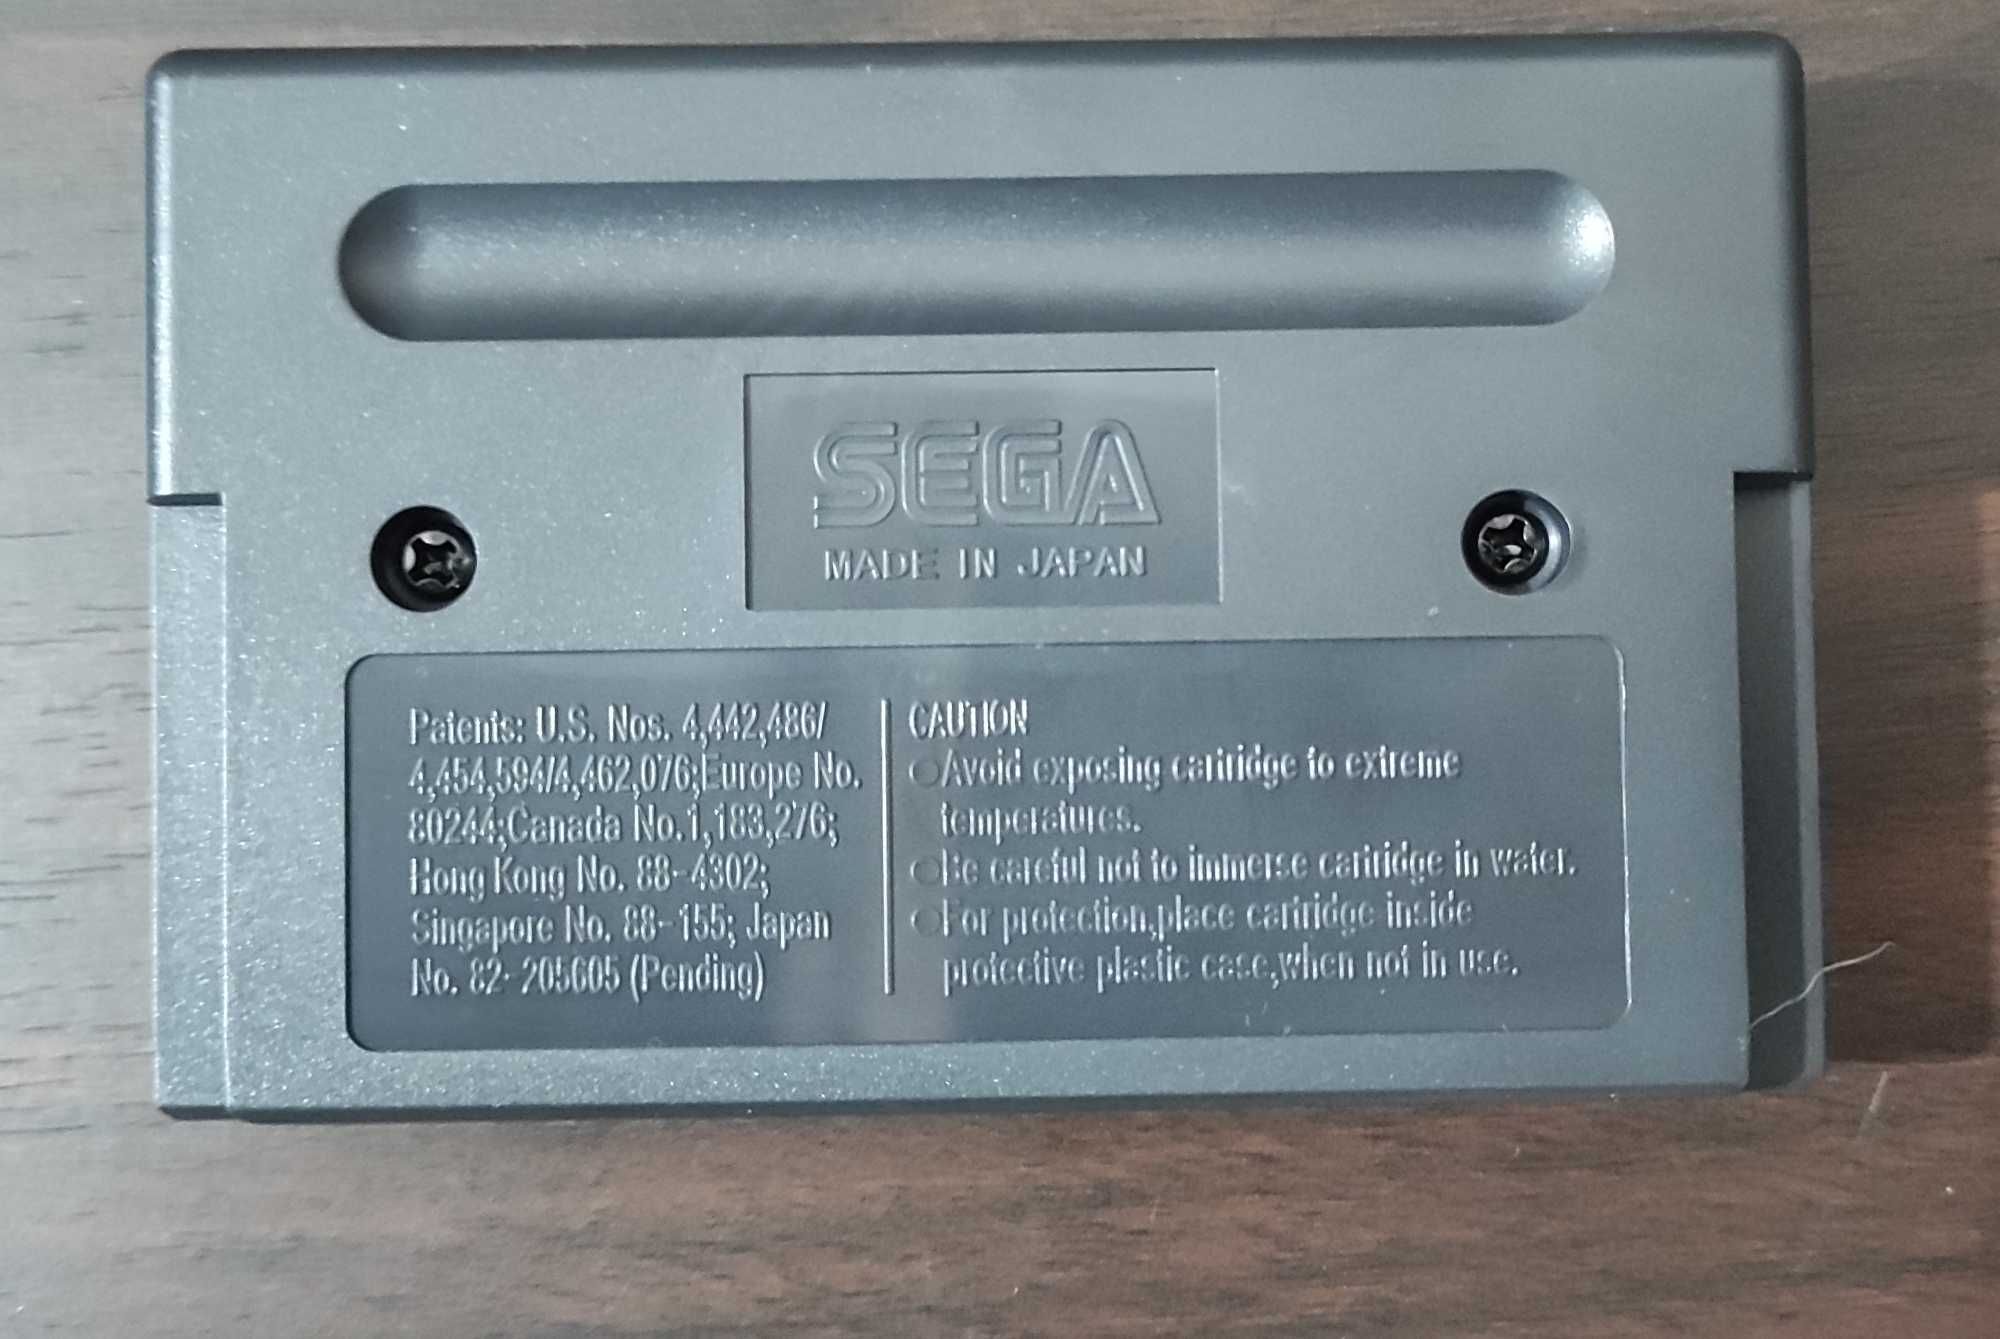 SEGA
MADE IN JAPAN
Patents: U.S. Nos. 4,442,486/
4,454,594/4,462,076;Europe No.
80244;Canada No.1,183,276;
Hong Kong No. 88-4302;
Singapore No. 88-155; Japan
No. 82-205605 (Pending)
CAUTION
○Avoid exposing cartridge to extreme
temperatures.
○Be careful not to immerse cartridge in water.
○For protection,place cartridge inside
protective plastic case,when not in use.